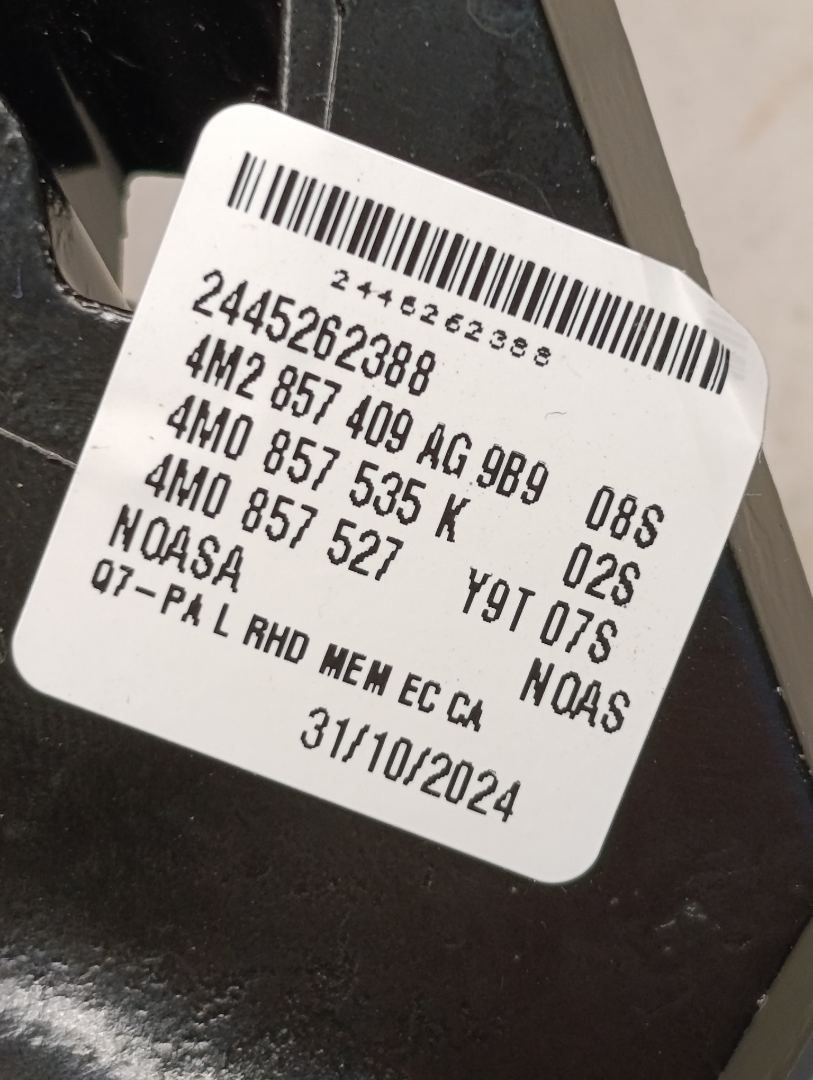 2445262388
2445262388
4M2 857 409 AG 9B9 08S
4M0 857 535 K 02S
4M0 857 527 Y9T 07S
NOASA NOAS
Q7-PA L RHD MEM EC CA
31/10/2024